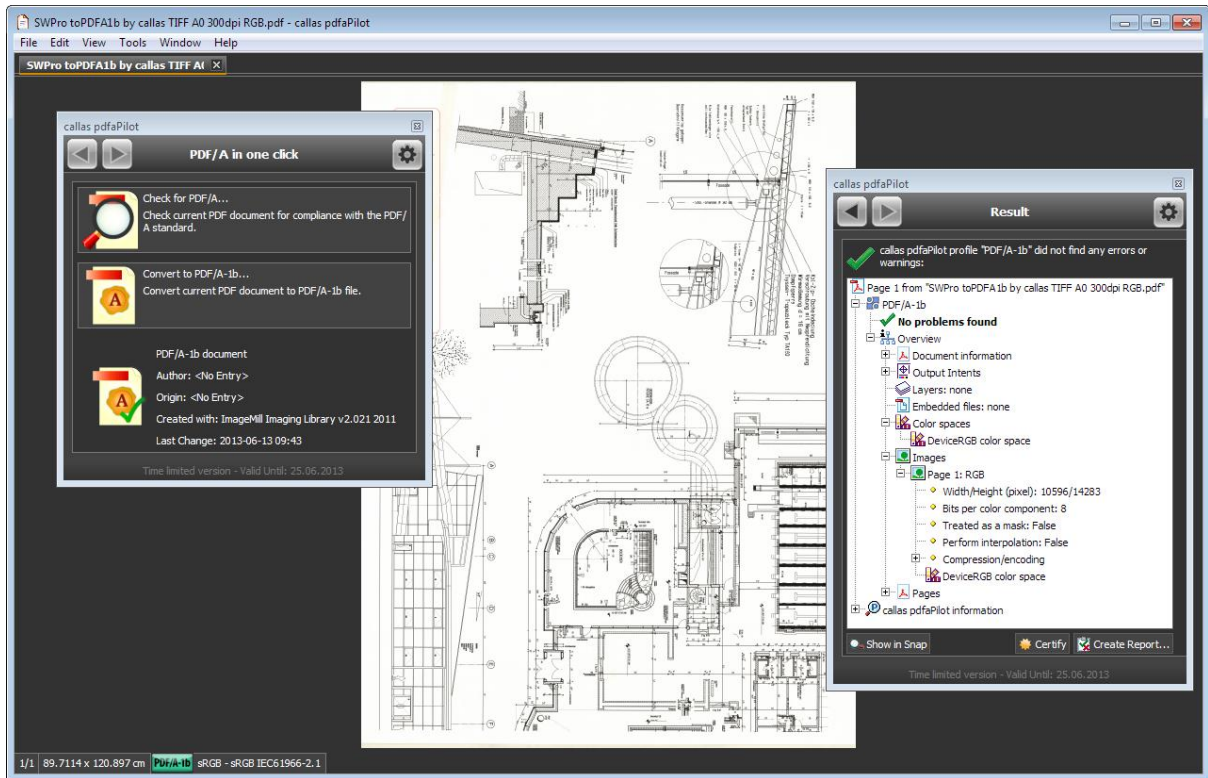 SWPro toPDFA1b by callas TIFF A0 300dpi RGB.pdf - callas pdfaPilot
File Edit View Tools Window Help
SWPro toPDFA1b by callas TIFF A(
callas pdfaPilot
PDF/A in one click
Check for PDF/A...
Check current PDF document for compliance with the PDF/
A standard.
Convert to PDF/A-1b...
Convert current PDF document to PDF/A-1b file.
PDF/A-1b document
Author: <No Entry>
Origin: <No Entry>
Created with: ImageMill Imaging Library v2.021 2011
Last Change: 2013-06-13 09:43
Time limited version - Valid Until: 25.06.2013
Fassade
Fassade
callas pdfaPilot
Result
callas pdfaPilot profile "PDF/A-1b" did not find any errors or
warnings:
Page 1 from "SWPro toPDFA1b by callas TIFF A0 300dpi RGB.pdf"
PDF/A-1b
No problems found
Overview
Document information
Output Intents
Layers: none
Embedded files: none
Color spaces
DeviceRGB color space
Images
Page 1: RGB
Width/Height (pixel): 10596/14283
Bits per color component: 8
Treated as a mask: False
Perform interpolation: False
Compression/encoding
DeviceRGB color space
Pages
callas pdfaPilot information
Show in Snap Certify Create Report...
Time limited version - Valid Until: 25.06.2013
1/1 89.7114 x 120.897 cm PDF/A-1b sRGB - sRGB IEC61966-2.1